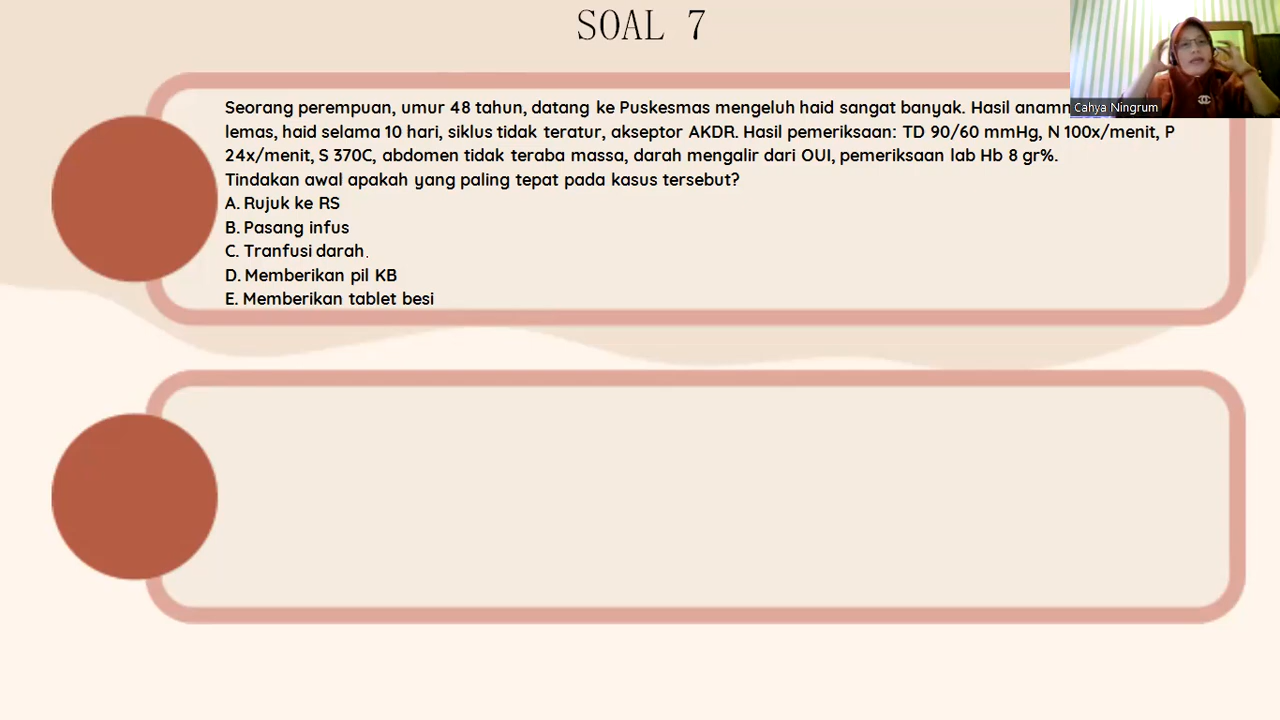 SOAL 7
Seorang perempuan, umur 48 tahun, datang ke Puskesmas mengeluh haid sangat banyak. Hasil
lemas, haid selama 10 hari, siklus tidak teratur, akseptor AKDR. Hasil pemeriksaan: TD 90/60 mmHg, N 100x/menit, P
24x/menit, S 370C, abdomen tidak teraba massa, darah mengalir dari OUI, pemeriksaan lab Hb 8 gr%.
Tindakan awal apakah yang paling tepat pada kasus tersebut?
A. Rujuk ke RS
B. Pasang infus
C. Tranfusi darah.
D. Memberikan pil KB
E. Memberikan tablet besi
Cahya Ningrum